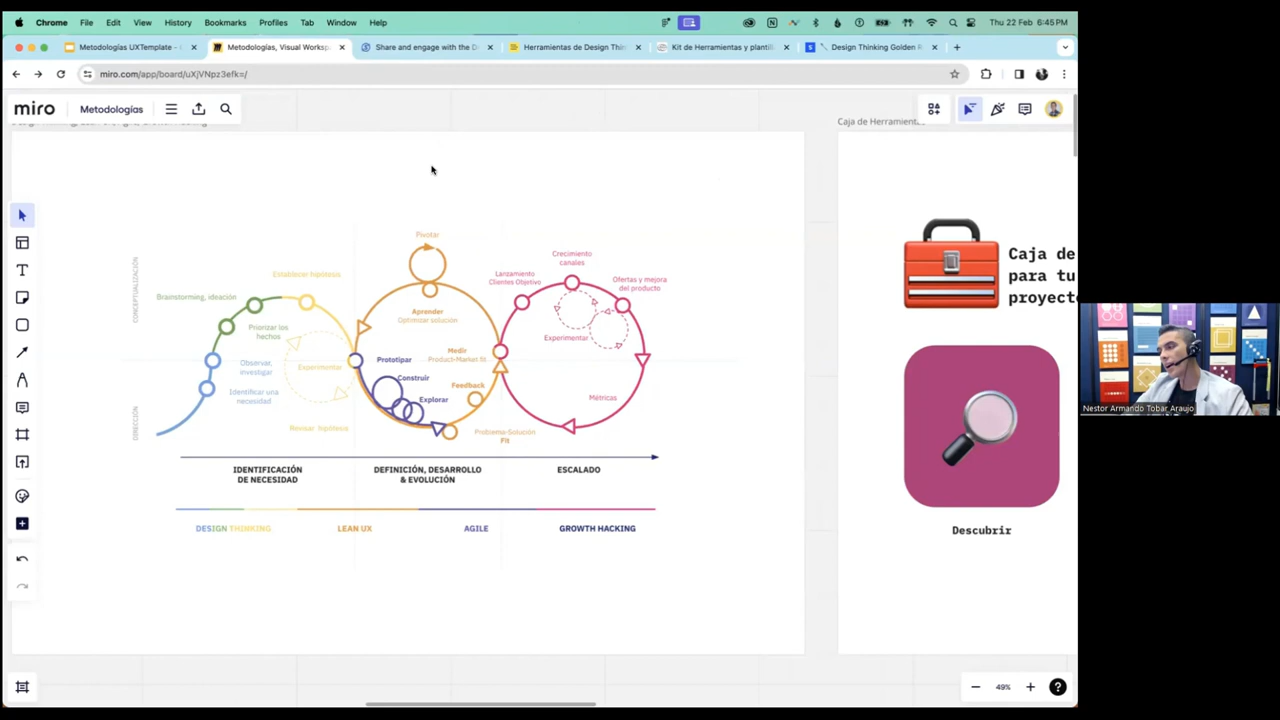 Chrome File Edit View History Bookmarks Profiles Tab Window Help
Thu 22 Feb 6:45 PM
Metodologías UXTemplate -
Metodologías, Visual Worksp
Share and engage with the D
Herramientas de Design Thin
Kit de Herramientas y plantill
Design Thinking Golden R
miro.com/app/board/uXjVNpz3efk=/
miro
Metodologías
Caja de Herramienta
CONCEPTUALIZACIÓN
DIRECCIÓN
Brainstorming, ideación
Establecer hipótesis
Priorizar los
hechos
Observar,
investigar
Identificar una
necesidad
Experimentar
Revisar hipótesis
Pivotar
Aprender
Optimizar solución
Prototipar
Construir
Explorar
Medir
Product-Market fit
Feedback
Problema-Solución
Fit
Lanzamiento
Clientes Objetivo
Crecimiento
canales
Ofertas y mejora
del producto
Experimentar
Métricas
IDENTIFICACIÓN
DE NECESIDAD
DEFINICIÓN, DESARROLLO
& EVOLUCIÓN
ESCALADO
DESIGN THINKING
LEAN UX
AGILE
GROWTH HACKING
Caja de
para tu
proyecto
Descubrir
Nestor Armando Tobar Araujo
49%